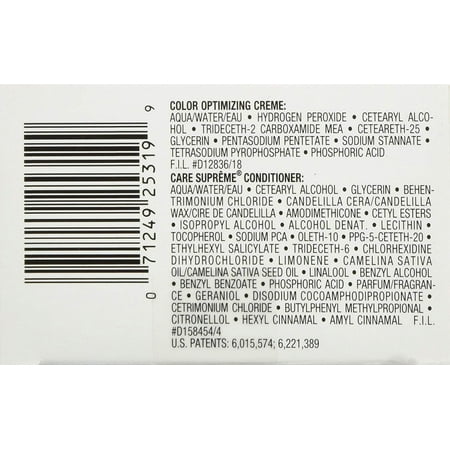 COLOR OPTIMIZING CREME:
AQUA/WATER/EAU • HYDROGEN PEROXIDE • CETEARYL ALCO-
HOL • TRIDECETH-2 CARBOXAMIDE MEA • CETEARETH-25 •
GLYCERIN • PENTASODIUM PENTETATE • SODIUM STANNATE •
TETRASODIUM PYROPHOSPHATE • PHOSPHORIC ACID
F.I.L. #D12836/18
CARE SUPRÊME® CONDITIONER:
AQUA/WATER/EAU • CETEARYL ALCOHOL • GLYCERIN • BEHEN-
TRIMONIUM CHLORIDE • CANDELILLA CERA/CANDELILLA
WAX/CIRE DE CANDELILLA • AMODIMETHICONE • CETYL ESTERS
• ISOPROPYL ALCOHOL • ALCOHOL DENAT. • LECITHIN •
TOCOPHEROL • SODIUM PCA • OLETH-10 • PPG-5-CETETH-20 •
ETHYLHEXYL SALICYLATE • TRIDECETH-6 • CHLORHEXIDINE
DIHYDROCHLORIDE • LIMONENE • CAMELINA SATIVA
OIL/CAMELINA SATIVA SEED OIL • LINALOOL • BENZYL ALCOHOL
• BENZYL BENZOATE • PHOSPHORIC ACID • PARFUM/FRAGRAN-
CE • GERANIOL • DISODIUM COCOAMPHODIPROPIONATE •
CETRIMONIUM CHLORIDE • BUTYLPHENYL METHYLPROPIONAL •
CITRONELLOL • HEXYL CINNAMAL • AMYL CINNAMAL F.I.L.
#D158454/4
U.S. PATENTS: 6,015,574; 6,221,389
0 71249 25319 9